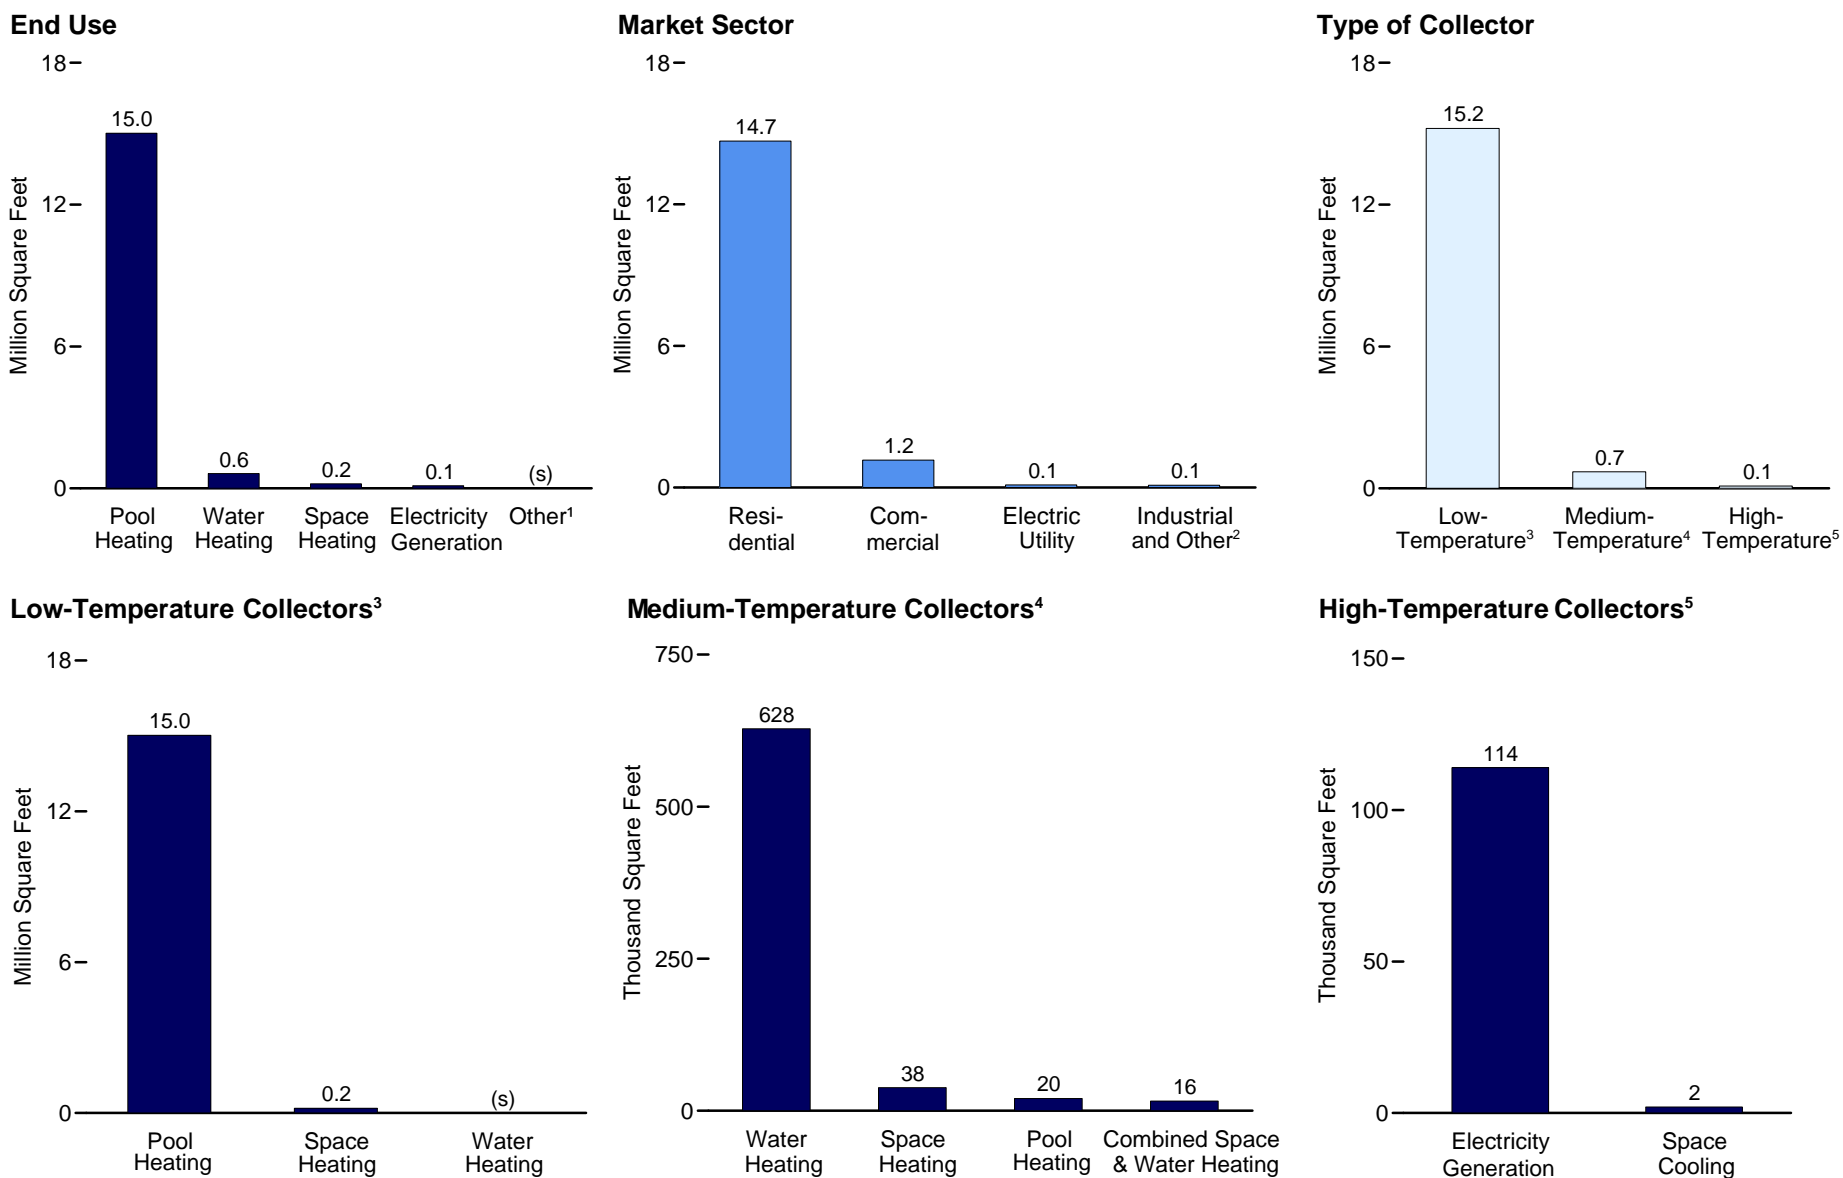 End Use
Million Square Feet
18
12
6
0
15.0
0.6
0.2
0.1
(s)
Pool
Heating
Water
Heating
Space
Heating
Electricity
Generation
Other¹
Market Sector
Million Square Feet
18
12
6
0
14.7
1.2
0.1
0.1
Resi-
dential
Com-
mercial
Electric
Utility
Industrial
and Other²
Type of Collector
Million Square Feet
18
12
6
0
15.2
0.7
0.1
Low-
Temperature³
Medium-
Temperature⁴
High-
Temperature⁵
Low-Temperature Collectors³
Million Square Feet
18
12
6
0
15.0
0.2
(s)
Pool
Heating
Space
Heating
Water
Heating
Medium-Temperature Collectors⁴
Thousand Square Feet
750
500
250
0
628
38
20
16
Water
Heating
Space
Heating
Pool
Heating
Combined Space
& Water Heating
High-Temperature Collectors⁵
Thousand Square Feet
150
100
50
0
114
2
Electricity
Generation
Space
Cooling